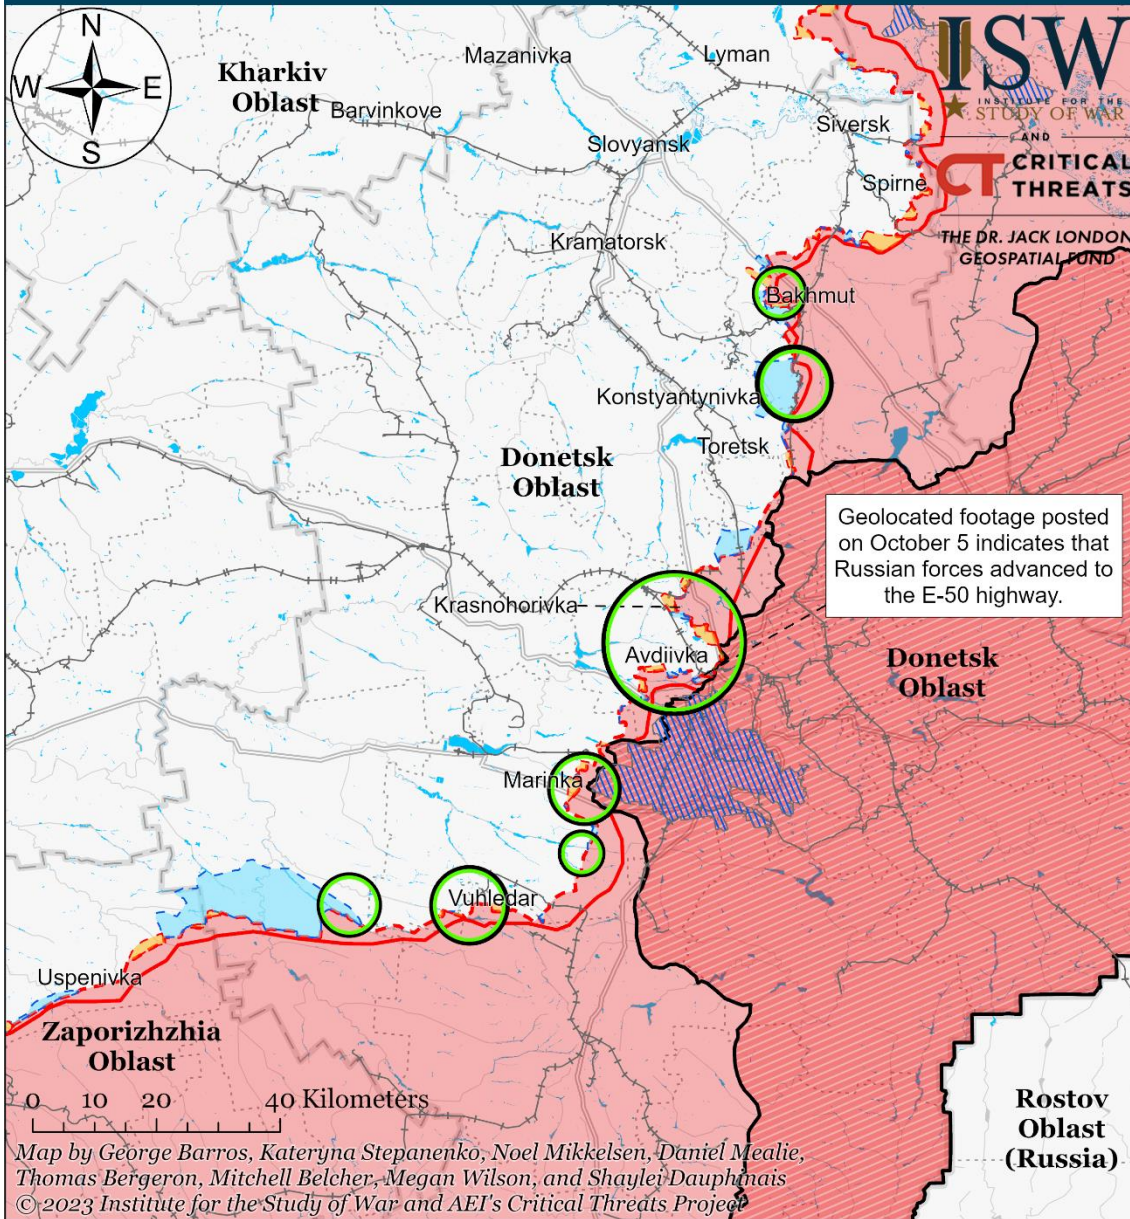 N
W
E
S
Kharkiv
Oblast
Mazanivka
Lyman
Barvinkove
Slovyansk
Siversk
Spirne
Kramatorsk
ISW
INSTITUTE FOR THE
STUDY OF WAR
AND
CT CRITICAL
THREATS
THE DR. JACK LONDON
GEOSPATIAL FUND
Bakhmut
Konstyantynivka
Toretsk
Donetsk
Oblast
Geolocated footage posted
on October 5 indicates that
Russian forces advanced to
the E-50 highway.
Krasnohorivka
Avdiivka
Donetsk
Oblast
Marinka
Vuhledar
Uspenivka
Zaporizhzhia
Oblast
0 10 20 40 Kilometers
Rostov
Oblast
(Russia)
Map by George Barros, Kateryna Stepanenko, Noel Mikkelsen, Daniel Mealie,
Thomas Bergeron, Mitchell Belcher, Megan Wilson, and Shaylei Dauphinais
© 2023 Institute for the Study of War and AEI's Critical Threats Project